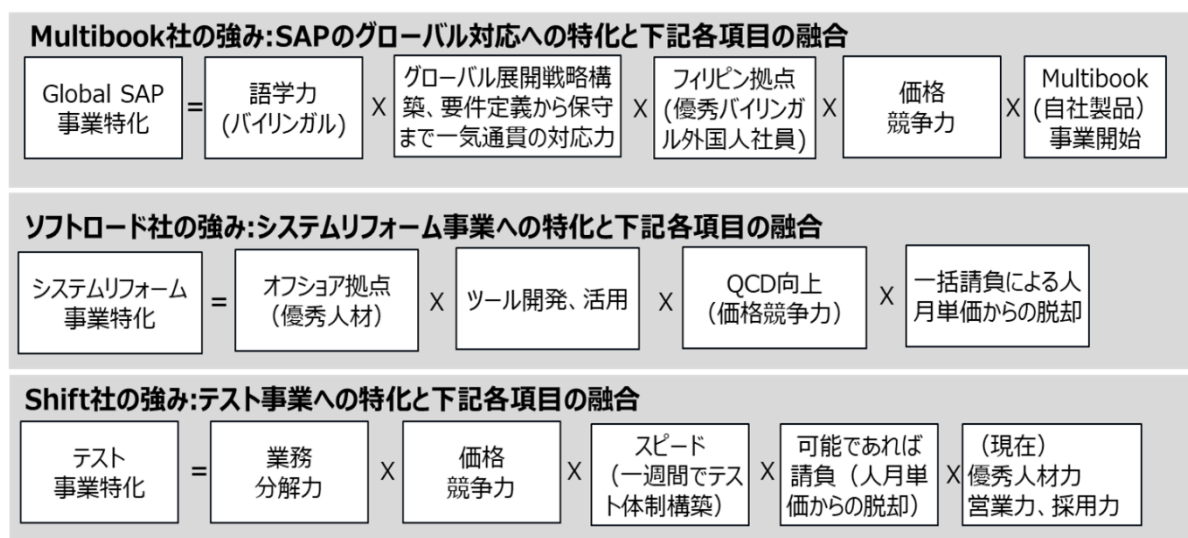 Multibook社の強み:SAPのグローバル対応への特化と下記各項目の融合
Global SAP
事業特化
=
語学力
(バイリンガル)
X
グローバル展開戦略構
築、要件定義から保守
まで一気通貫の対応力
X
フィリピン拠点
(優秀バイリンガ
ル外国人社員)
X
価格
競争力
X
Multibook
(自社製品）
事業開始
ソフトロード社の強み:システムリフォーム事業への特化と下記各項目の融合
システムリフォーム
事業特化
=
オフショア拠点
（優秀人材）
X
ツール開発、活用
X
QCD向上
（価格競争力）
X
一括請負による人
月単価からの脱却
Shift社の強み:テスト事業への特化と下記各項目の融合
テスト
事業特化
=
業務
分解力
X
価格
競争力
X
スピード
（一週間でテス
ト体制構築）
X
可能であれば
請負（人月単
価からの脱却）
X
（現在）
優秀人材力
営業力、採用力